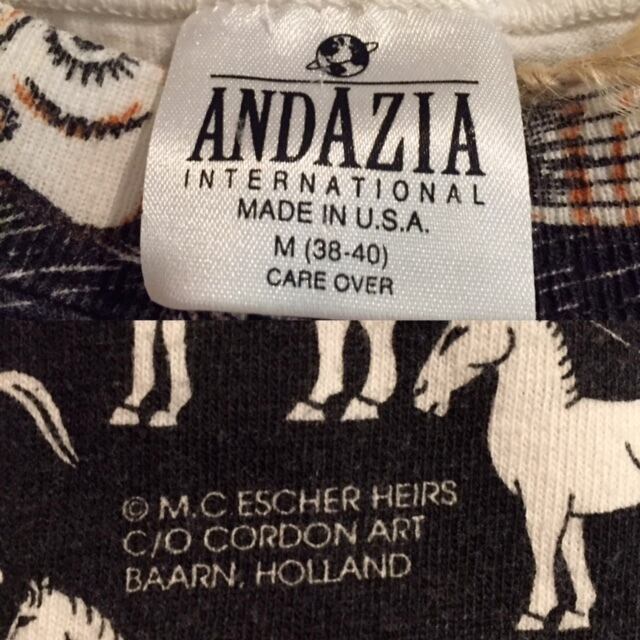 ANDAZIA
INTERNATIONAL
MADE IN U.S.A.
M (38-40)
CARE OVER
© M.C. ESCHER HEIRS
C/O CORDON ART
BAARN, HOLLAND